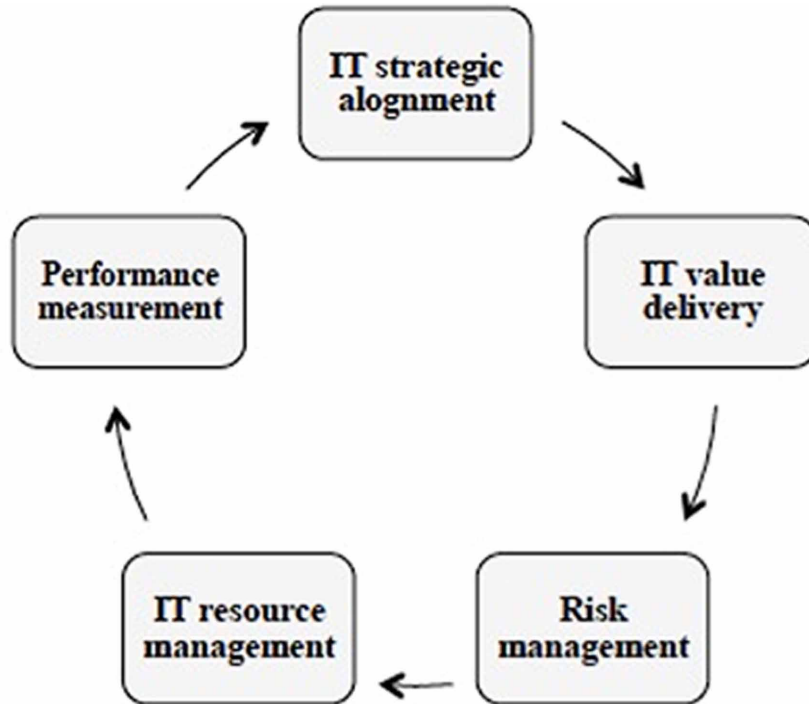 IT strategic
alognment
Performance
measurement
IT value
delivery
IT resource
management
Risk
management